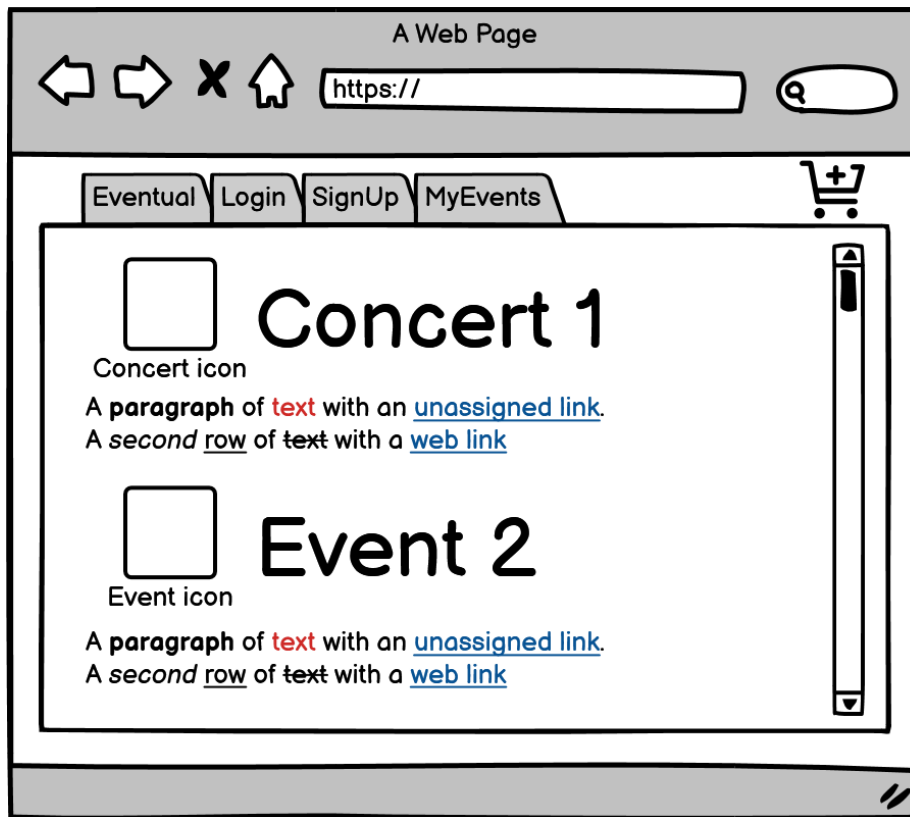 A Web Page
https://
Eventual Login SignUp MyEvents
Concert 1
Concert icon
A paragraph of text with an unassigned link.
A second row of text with a web link
Event 2
Event icon
A paragraph of text with an unassigned link.
A second row of text with a web link